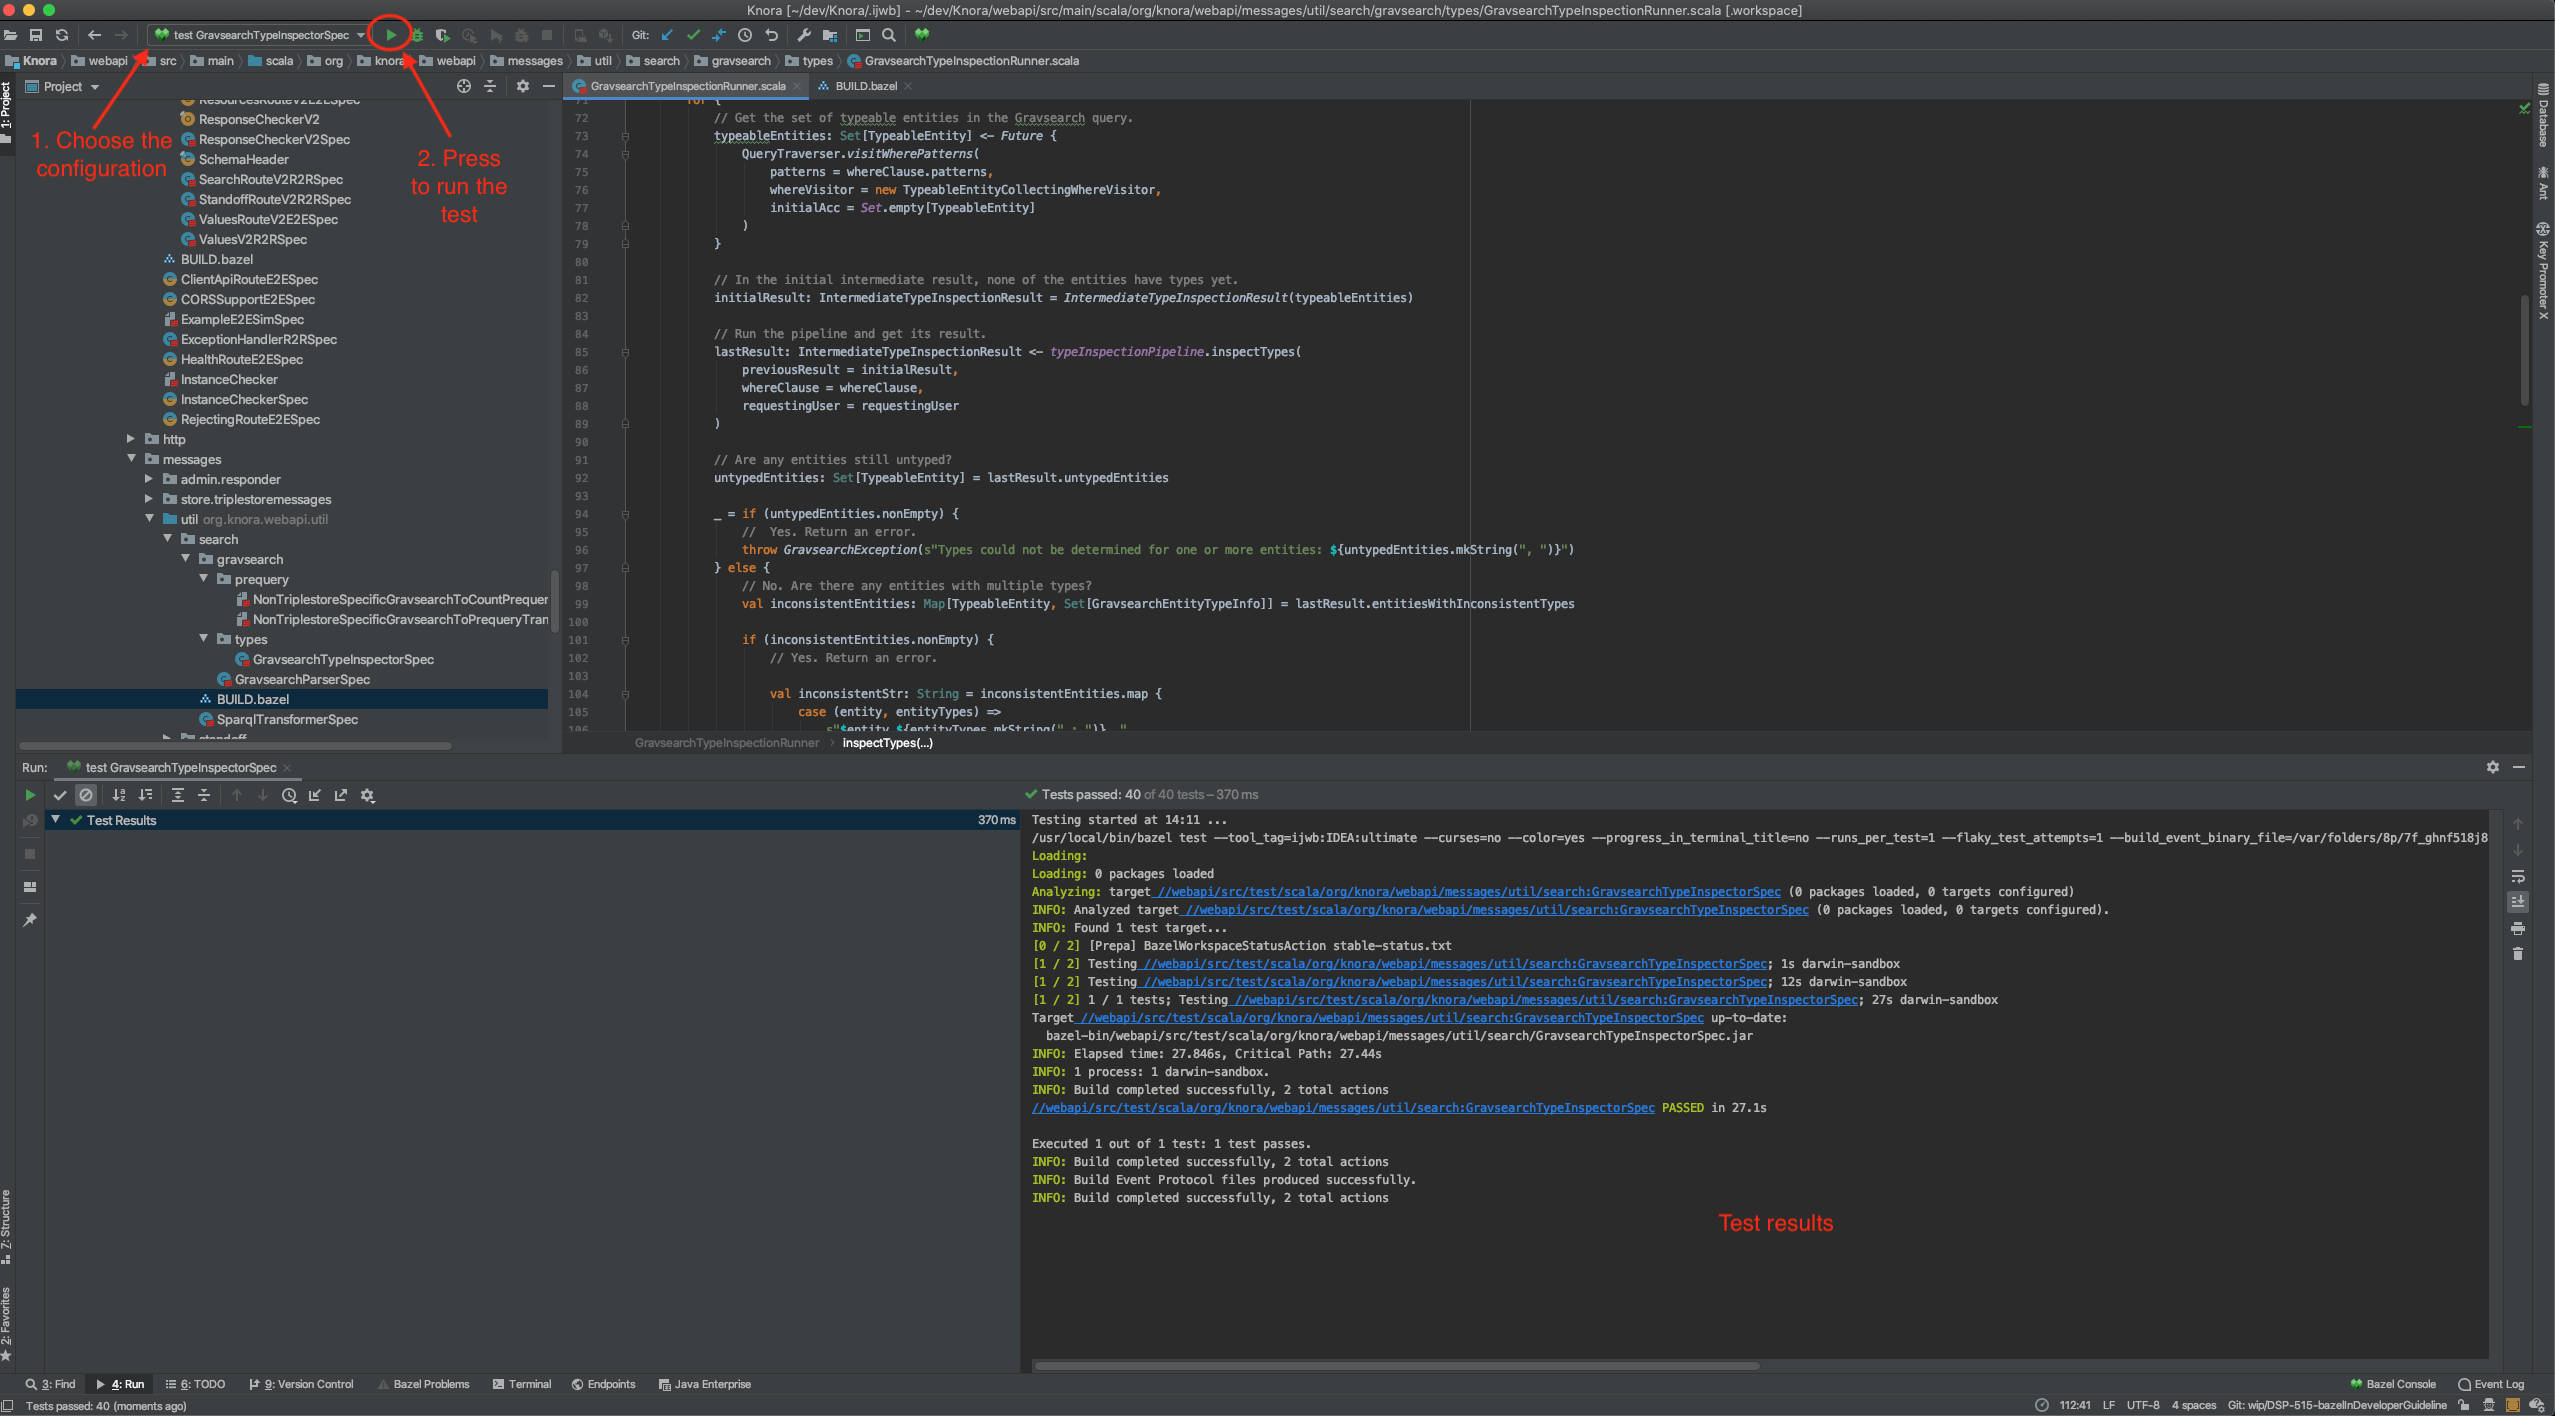 Knora [~/dev/Knora/.ijwb] - ~/dev/Knora/webapi/src/main/scala/org/knora/webapi/messages/util/search/gravsearch/types/GravsearchTypeInspectionRunner.scala [.workspace]
test GravsearchTypeInspectorSpec
Git:
Knora
webapi
src
main
scala
org
knora
webapi
messages
util
search
gravsearch
types
GravsearchTypeInspectionRunner.scala
1: Project
Project
1. Choose the
configuration
2. Press
to run the
test
ResourcesRouteV2E2ESpec
ResponseCheckerV2
ResponseCheckerV2Spec
SchemaHeader
SearchRouteV2R2RSpec
StandoffRouteV2R2RSpec
ValuesRouteV2E2ESpec
ValuesV2R2RSpec
BUILD.bazel
ClientApiRouteE2ESpec
CORSSupportE2ESpec
ExampleE2ESimSpec
ExceptionHandlerR2RSpec
HealthRouteE2ESpec
InstanceChecker
InstanceCheckerSpec
RejectingRouteE2ESpec
http
messages
admin.responder
store.triplestoremessages
util org.knora.webapi.util
search
gravsearch
prequery
NonTriplestoreSpecificGravsearchToCountPrequer
NonTriplestoreSpecificGravsearchToPrequeryTran
types
GravsearchTypeInspectorSpec
GravsearchParserSpec
BUILD.bazel
SparqlTransformerSpec
standoff
GravsearchTypeInspectionRunner.scala
BUILD.bazel
71 for {
72 // Get the set of typeable entities in the Gravsearch query.
73 typeableEntities: Set[TypeableEntity] <- Future {
74 QueryTraverser.visitWherePatterns(
75 patterns = whereClause.patterns,
76 whereVisitor = new TypeableEntityCollectingWhereVisitor,
77 initialAcc = Set.empty[TypeableEntity]
78 )
79 }
80
81 // In the initial intermediate result, none of the entities have types yet.
82 initialResult: IntermediateTypeInspectionResult = IntermediateTypeInspectionResult(typeableEntities)
83
84 // Run the pipeline and get its result.
85 lastResult: IntermediateTypeInspectionResult <- typeInspectionPipeline.inspectTypes(
86 previousResult = initialResult,
87 whereClause = whereClause,
88 requestingUser = requestingUser
89 )
90
91 // Are any entities still untyped?
92 untypedEntities: Set[TypeableEntity] = lastResult.untypedEntities
93
94 _ = if (untypedEntities.nonEmpty) {
95 //  Yes. Return an error.
96 throw GravsearchException(s"Types could not be determined for one or more entities: ${untypedEntities.mkString(", ")}")
97 } else {
98 // No. Are there any entities with multiple types?
99 val inconsistentEntities: Map[TypeableEntity, Set[GravsearchEntityTypeInfo]] = lastResult.entitiesWithInconsistentTypes
100
101 if (inconsistentEntities.nonEmpty) {
102 // Yes. Return an error.
103
104 val inconsistentStr: String = inconsistentEntities.map {
105 case (entity, entityTypes) =>
106 s"$entity ${entityTypes.mkString(" ; ")} "
GravsearchTypeInspectionRunner
inspectTypes(...)
Database
Ant
Key Promoter X
Run:
test GravsearchTypeInspectorSpec
Tests passed: 40 of 40 tests – 370 ms
Test Results
370 ms
Testing started at 14:11 ...
/usr/local/bin/bazel test --tool_tag=ijwb:IDEA:ultimate --curses=no --color=yes --progress_in_terminal_title=no --runs_per_test=1 --flaky_test_attempts=1 --build_event_binary_file=/var/folders/8p/7f_ghnf518j8
Loading:
Loading: 0 packages loaded
Analyzing: target //webapi/src/test/scala/org/knora/webapi/messages/util/search:GravsearchTypeInspectorSpec (0 packages loaded, 0 targets configured)
INFO: Analyzed target //webapi/src/test/scala/org/knora/webapi/messages/util/search:GravsearchTypeInspectorSpec (0 packages loaded, 0 targets configured).
INFO: Found 1 test target...
[0 / 2] [Prepa] BazelWorkspaceStatusAction stable-status.txt
[1 / 2] Testing //webapi/src/test/scala/org/knora/webapi/messages/util/search:GravsearchTypeInspectorSpec; 1s darwin-sandbox
[1 / 2] Testing //webapi/src/test/scala/org/knora/webapi/messages/util/search:GravsearchTypeInspectorSpec; 12s darwin-sandbox
[1 / 2] 1 / 1 tests; Testing //webapi/src/test/scala/org/knora/webapi/messages/util/search:GravsearchTypeInspectorSpec; 27s darwin-sandbox
Target //webapi/src/test/scala/org/knora/webapi/messages/util/search:GravsearchTypeInspectorSpec up-to-date:
bazel-bin/webapi/src/test/scala/org/knora/webapi/messages/util/search/GravsearchTypeInspectorSpec.jar
INFO: Elapsed time: 27.846s, Critical Path: 27.44s
INFO: 1 process: 1 darwin-sandbox.
INFO: Build completed successfully, 2 total actions
//webapi/src/test/scala/org/knora/webapi/messages/util/search:GravsearchTypeInspectorSpec PASSED in 27.1s
Executed 1 out of 1 test: 1 test passes.
INFO: Build completed successfully, 2 total actions
INFO: Build Event Protocol files produced successfully.
INFO: Build completed successfully, 2 total actions
Test results
Z: Structure
2: Favorites
3: Find
4: Run
6: TODO
9: Version Control
Bazel Problems
Terminal
Endpoints
Java Enterprise
Bazel Console
Event Log
Tests passed: 40 (moments ago)
112:41
LF
UTF-8
4 spaces
Git: wip/DSP-515-bazelInDeveloperGuideline